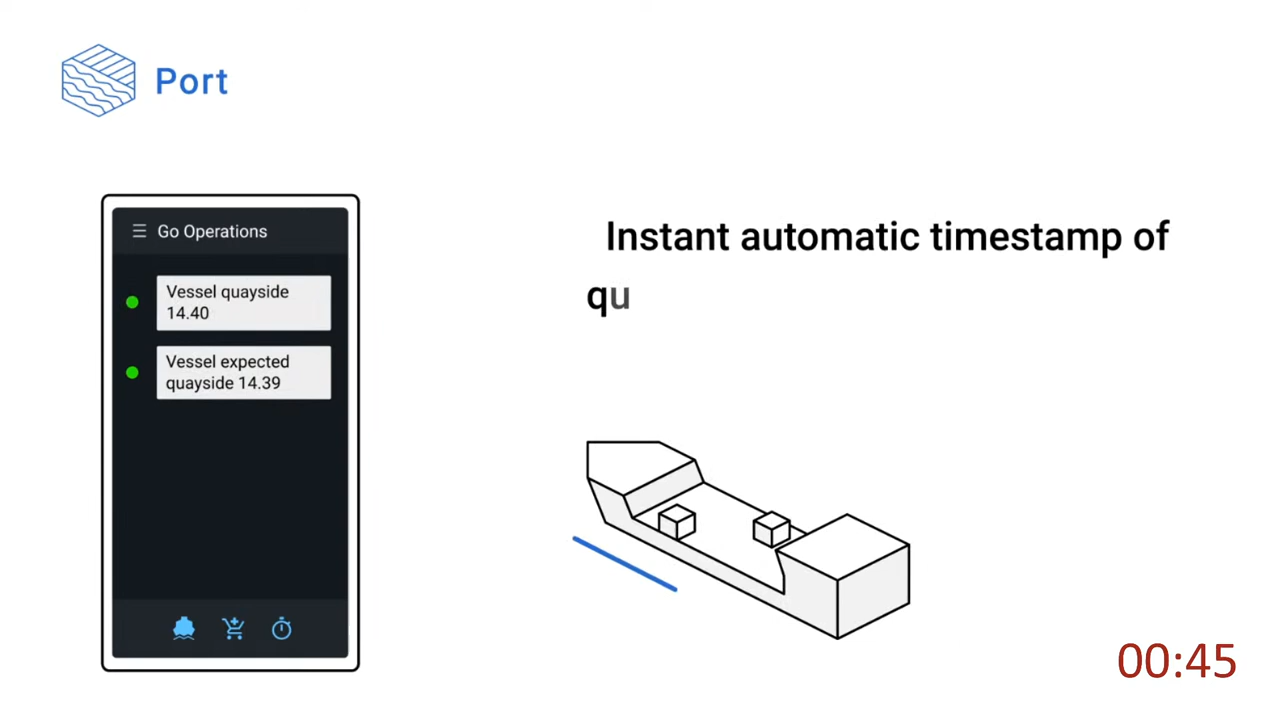 Port
Go Operations
Vessel quayside
14.40
Vessel expected
quayside 14.39
Instant automatic timestamp of
qu
00:45